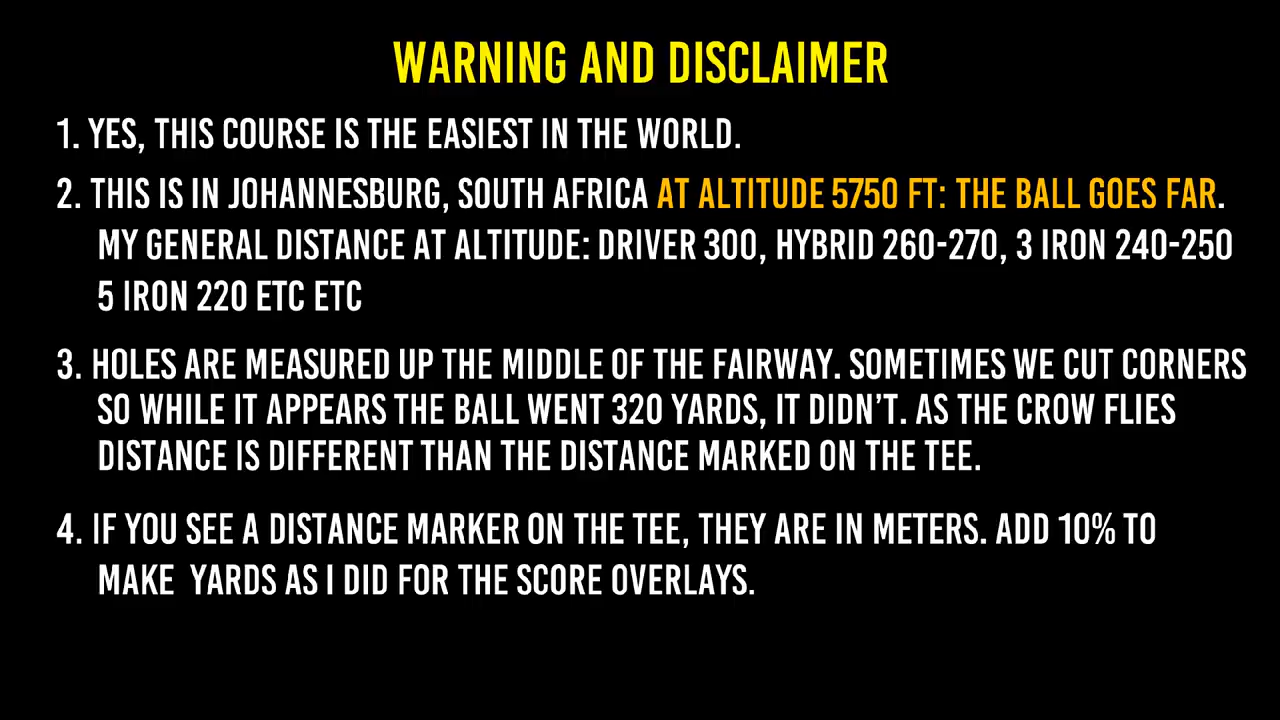 WARNING AND DISCLAIMER
1. YES, THIS COURSE IS THE EASIEST IN THE WORLD.
2. THIS IS IN JOHANNESBURG, SOUTH AFRICA AT ALTITUDE 5750 FT: THE BALL GOES FAR.
MY GENERAL DISTANCE AT ALTITUDE: DRIVER 300, HYBRID 260-270, 3 IRON 240-250
5 IRON 220 ETC ETC
3. HOLES ARE MEASURED UP THE MIDDLE OF THE FAIRWAY. SOMETIMES WE CUT CORNERS
SO WHILE IT APPEARS THE BALL WENT 320 YARDS, IT DIDN'T. AS THE CROW FLIES
DISTANCE IS DIFFERENT THAN THE DISTANCE MARKED ON THE TEE.
4. IF YOU SEE A DISTANCE MARKER ON THE TEE, THEY ARE IN METERS. ADD 10% TO
MAKE YARDS AS I DID FOR THE SCORE OVERLAYS.